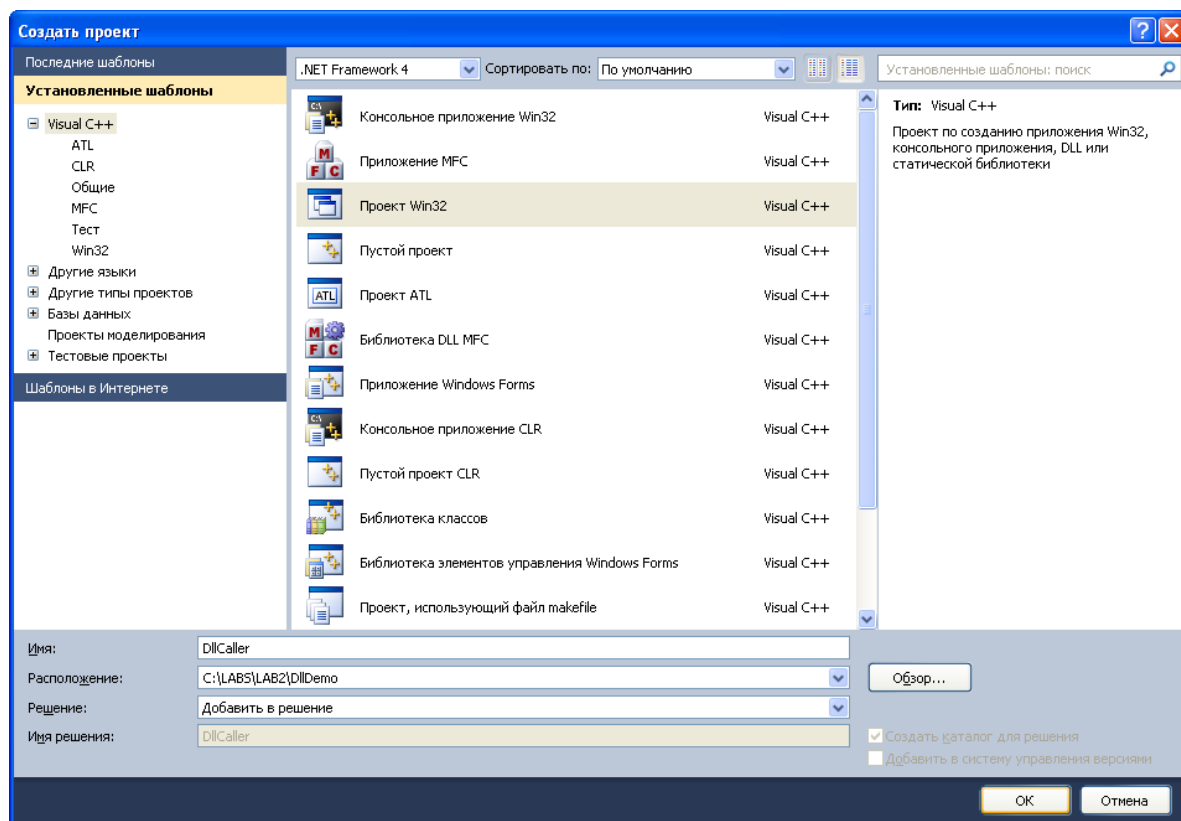 Создать проект
Последние шаблоны
Установленные шаблоны
Visual C++
ATL
CLR
Общие
MFC
Тест
Win32
Другие языки
Другие типы проектов
Базы данных
Проекты моделирования
Тестовые проекты
Шаблоны в Интернете
.NET Framework 4 Сортировать по: По умолчанию
Консольное приложение Win32 Visual C++
Приложение MFC Visual C++
Проект Win32 Visual C++
Пустой проект Visual C++
Проект ATL Visual C++
Библиотека DLL MFC Visual C++
Приложение Windows Forms Visual C++
Консольное приложение CLR Visual C++
Пустой проект CLR Visual C++
Библиотека классов Visual C++
Библиотека элементов управления Windows Forms Visual C++
Проект, использующий файл makefile Visual C++
Установленные шаблоны: поиск
Тип: Visual C++
Проект по созданию приложения Win32,
консольного приложения, DLL или
статической библиотеки
Имя: DllCaller
Расположение: C:\LABS\LAB2\DllDemo Обзор...
Решение: Добавить в решение
Имя решения: DllCaller
Создать каталог для решения
Добавить в систему управления версиями
ОК Отмена